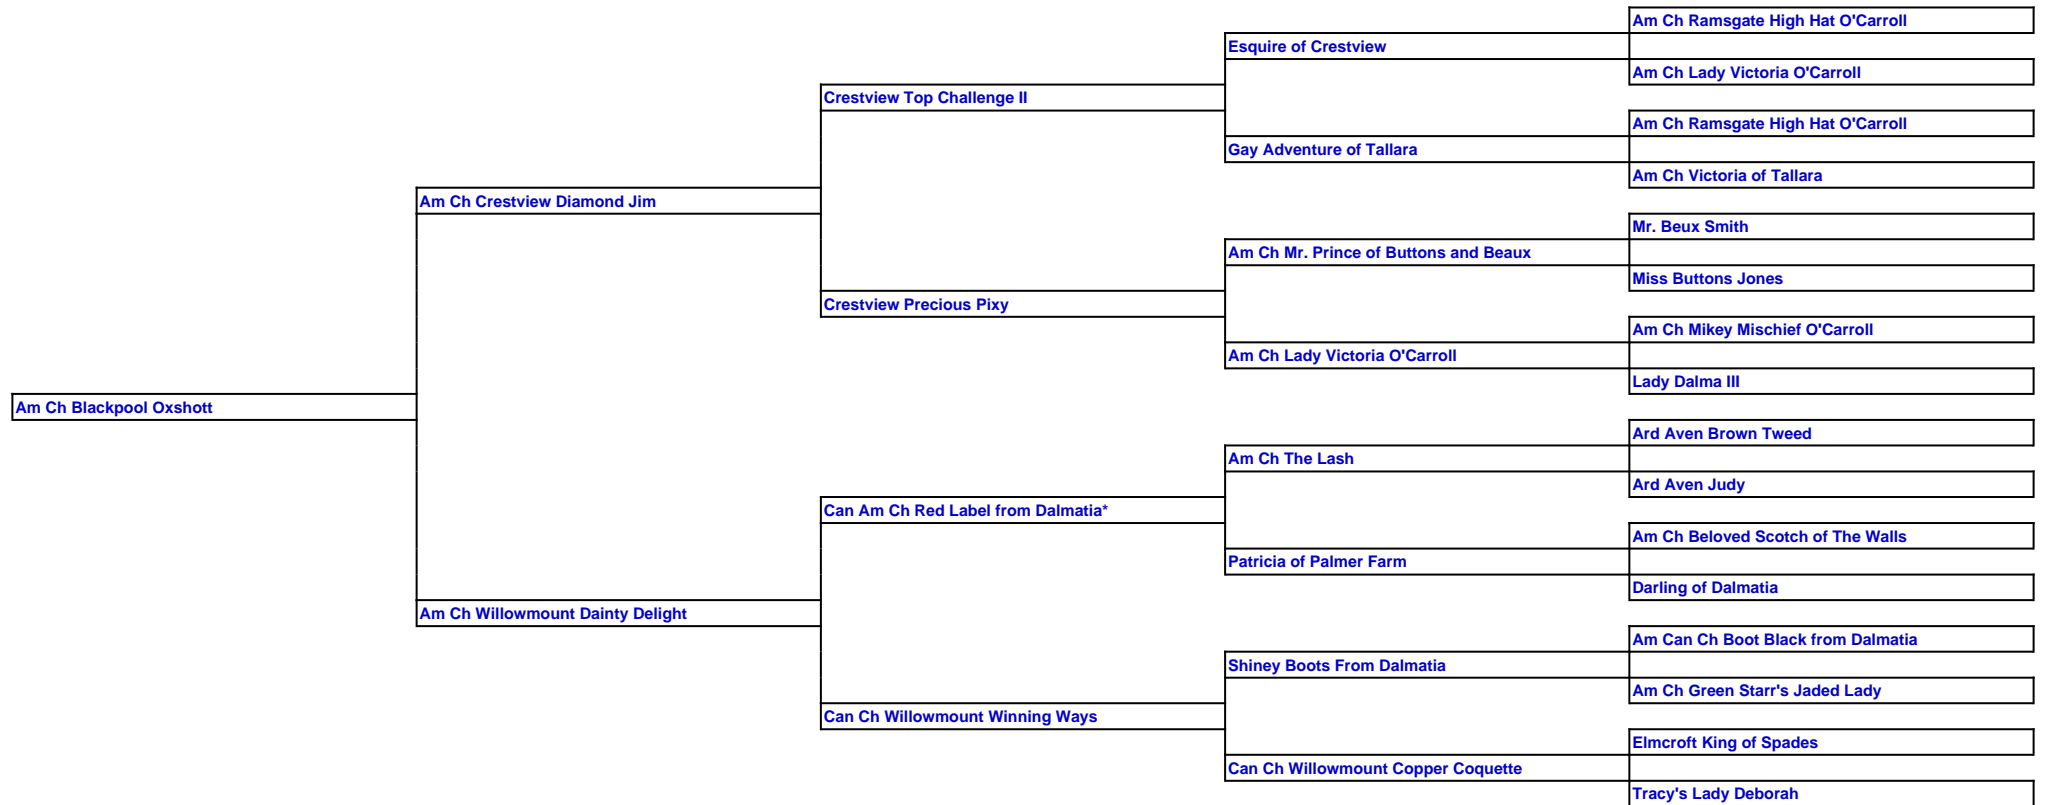 Am Ch Ramsgate High Hat O'Carroll
Esquire of Crestview
Am Ch Lady Victoria O'Carroll
Crestview Top Challenge II
Am Ch Ramsgate High Hat O'Carroll
Gay Adventure of Tallara
Am Ch Victoria of Tallara
Am Ch Crestview Diamond Jim
Mr. Beux Smith
Am Ch Mr. Prince of Buttons and Beaux
Miss Buttons Jones
Crestview Precious Pixy
Am Ch Mikey Mischief O'Carroll
Am Ch Lady Victoria O'Carroll
Lady Dalma III
Am Ch Blackpool Oxshott
Ard Aven Brown Tweed
Am Ch The Lash
Ard Aven Judy
Can Am Ch Red Label from Dalmatia*
Am Ch Beloved Scotch of The Walls
Patricia of Palmer Farm
Darling of Dalmatia
Am Ch Willowmount Dainty Delight
Am Can Ch Boot Black from Dalmatia
Shiney Boots From Dalmatia
Am Ch Green Starr's Jaded Lady
Can Ch Willowmount Winning Ways
Elmcroft King of Spades
Can Ch Willowmount Copper Coquette
Tracy's Lady Deborah